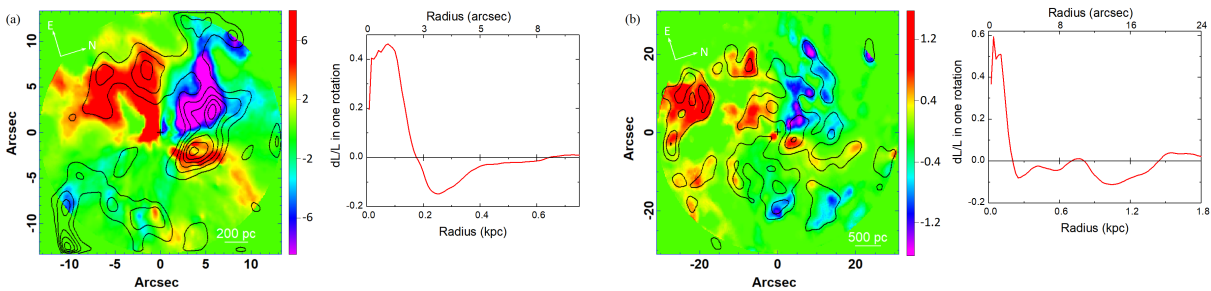 (a)
E
N
Arcsec
10
5
0
−5
−10
−10 −5 0 5 10
Arcsec
200 pc
6
2
−2
−6
Radius (arcsec)
0 3 6 9
dL/L in one rotation
0.4
0.2
0.0
-0.2
0.0 0.2 0.4 0.6
Radius (kpc)
(b)
E
N
Arcsec
20
10
0
10
20
−20 0 20
Arcsec
500 pc
1.2
0.4
−0.4
−1.2
Radius (arcsec)
0 8 16 24
dL/L in one rotation
0.6
0.4
0.2
0.0
-0.2
0.0 0.6 1.2 1.8
Radius (kpc)